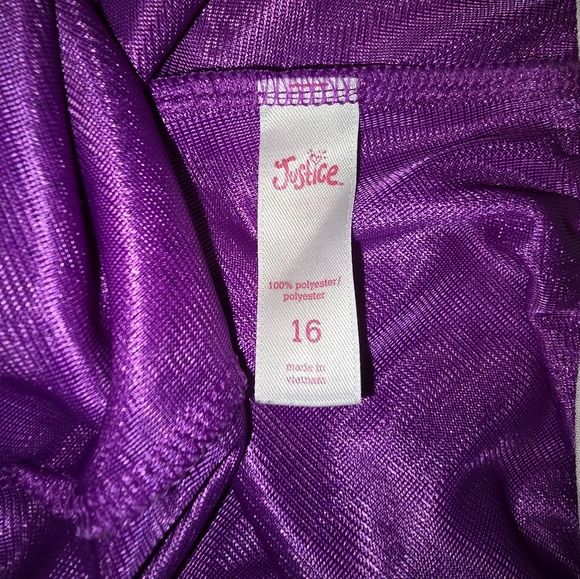 Justice
100% polyester/
polyester
16
made in
vietnam